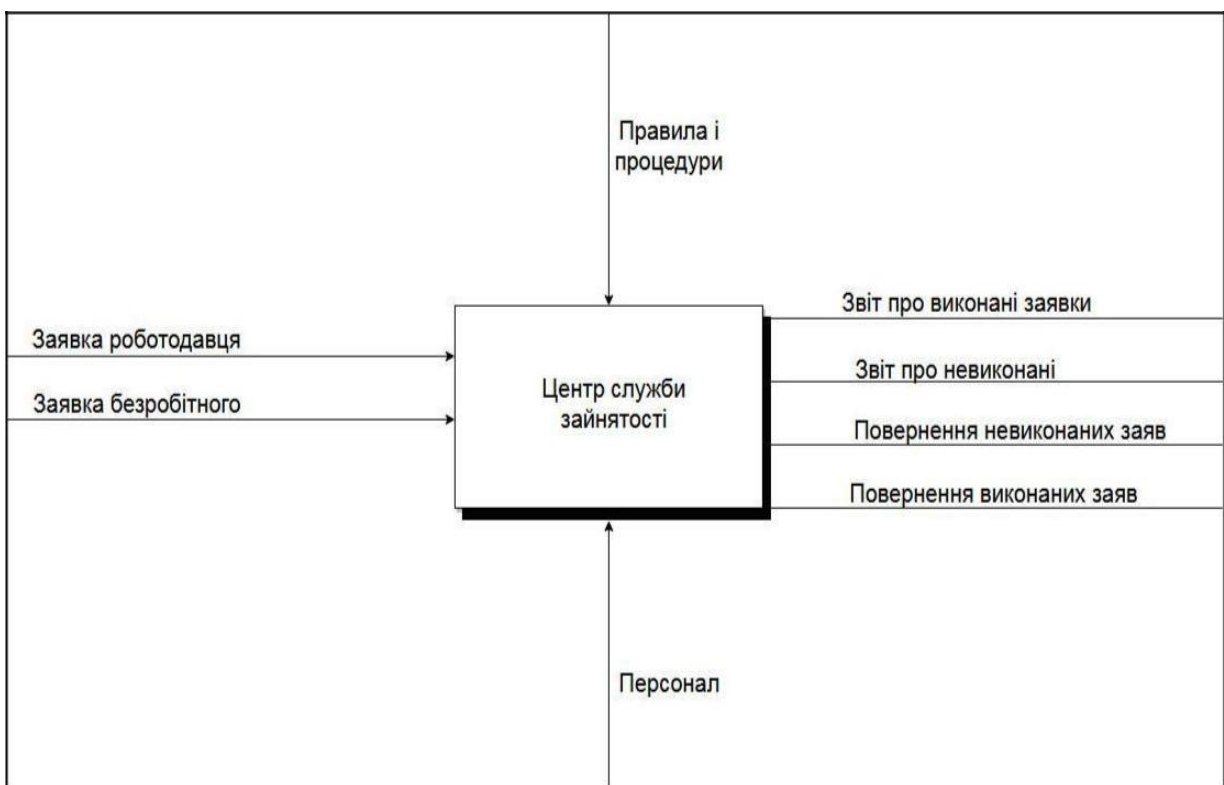 Правила і
процедури
Звіт про виконані заявки
Заявка роботодавця
Звіт про невиконані
Центр служби
зайнятості
Заявка безробітного
Повернення невиконаних заяв
Повернення виконаних заяв
Персонал